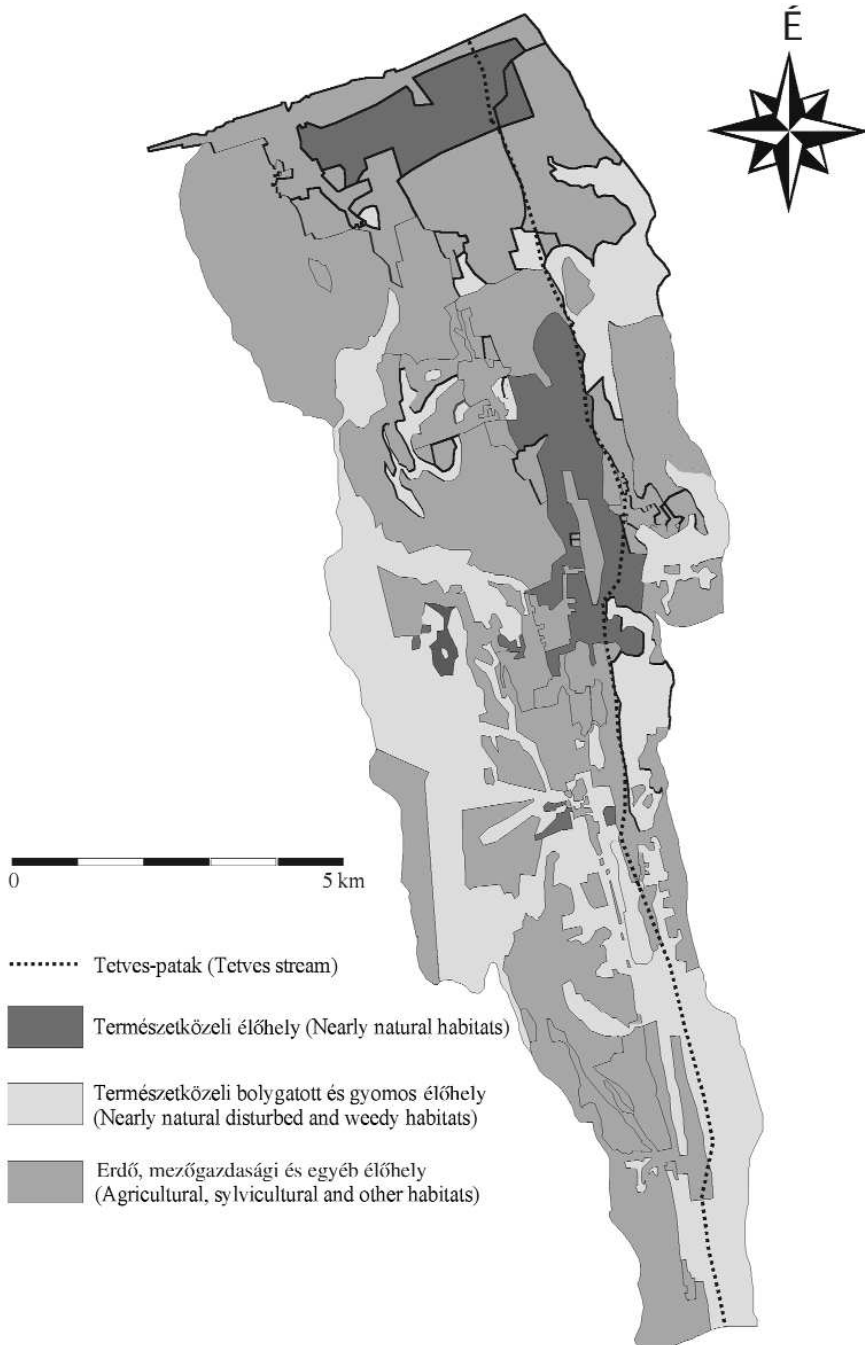 É
0 5 km
Tetves-patak (Tetves stream)
Természetközeli élőhely (Nearly natural habitats)
Természetközeli bolygatott és gyomos élőhely
(Nearly natural disturbed and weedy habitats)
Erdő, mezőgazdasági és egyéb élőhely
(Agricultural, sylvicultural and other habitats)